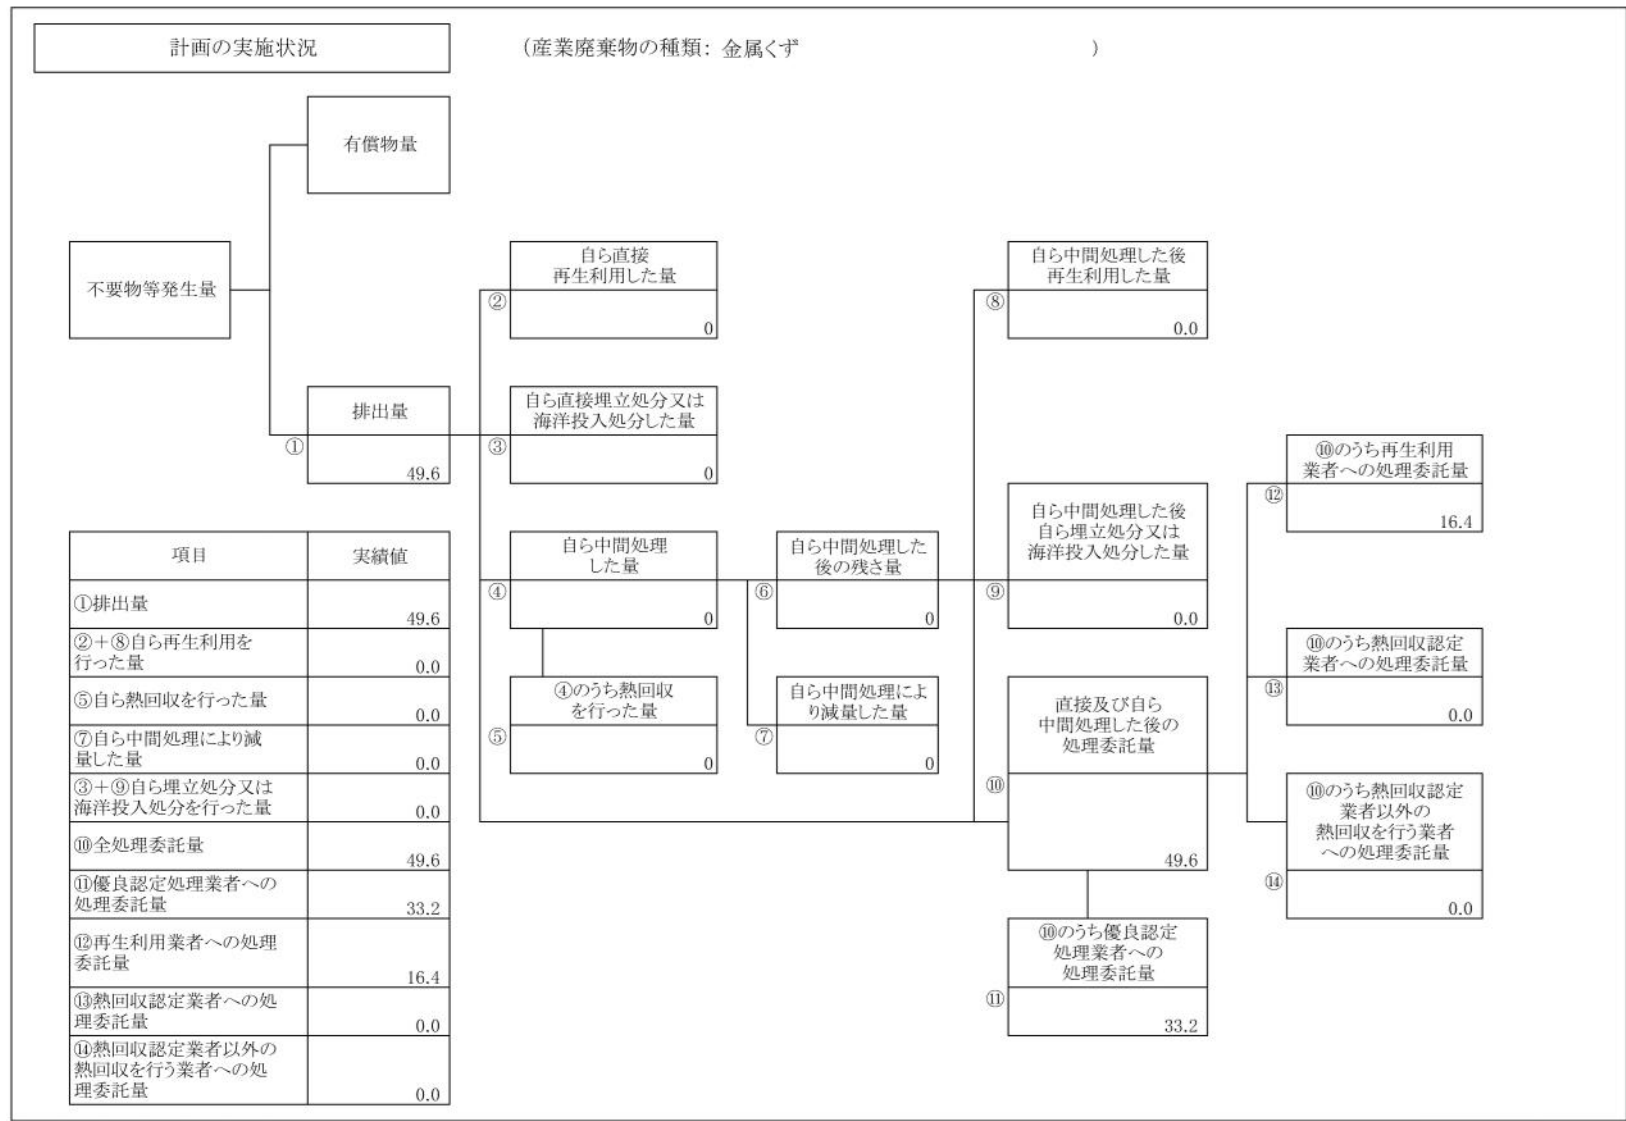 計画の実施状況
（産業廃棄物の種類： 金属くず ）
有償物量
不要物等発生量
自ら直接
再生利用した量
②
0
自ら中間処理した後
再生利用した量
⑧
0.0
排出量
①
49.6
自ら直接埋立処分又は
海洋投入処分した量
③
0
⑩のうち再生利用
業者への処理委託量
⑫
16.4
自ら中間処理
した量
④
0
自ら中間処理した
後の残さ量
⑥
0
自ら中間処理した後
自ら埋立処分又は
海洋投入処分した量
⑨
0.0
⑩のうち熱回収認定
業者への処理委託量
⑬
0.0
④のうち熱回収
を行った量
⑤
0
自ら中間処理によ
り減量した量
⑦
0
直接及び自ら
中間処理した後の
処理委託量
⑩
49.6
⑩のうち熱回収認定
業者以外の
熱回収を行う業者
への処理委託量
⑭
0.0
⑩のうち優良認定
処理業者への
処理委託量
⑪
33.2
項目 実績値
①排出量
49.6
②＋⑧自ら再生利用を
行った量
0.0
⑤自ら熱回収を行った量
0.0
⑦自ら中間処理により減
量した量
0.0
③＋⑨自ら埋立処分又は
海洋投入処分を行った量
0.0
⑩全処理委託量
49.6
⑪優良認定処理業者への
処理委託量
33.2
⑫再生利用業者への処理
委託量
16.4
⑬熱回収認定業者への処
理委託量
0.0
⑭熱回収認定業者以外の
熱回収を行う業者への処
理委託量
0.0